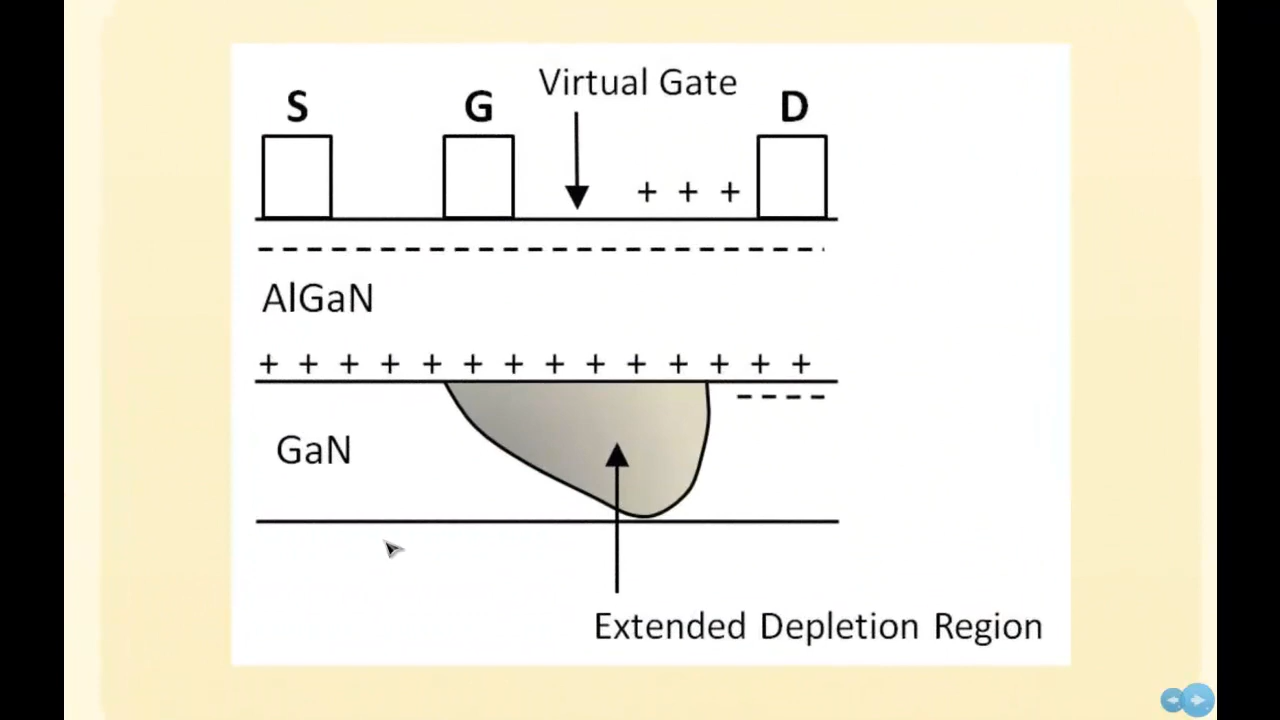 Virtual Gate
S G D
+ + +
AlGaN
+ + + + + + + + + + + + + +
GaN
Extended Depletion Region